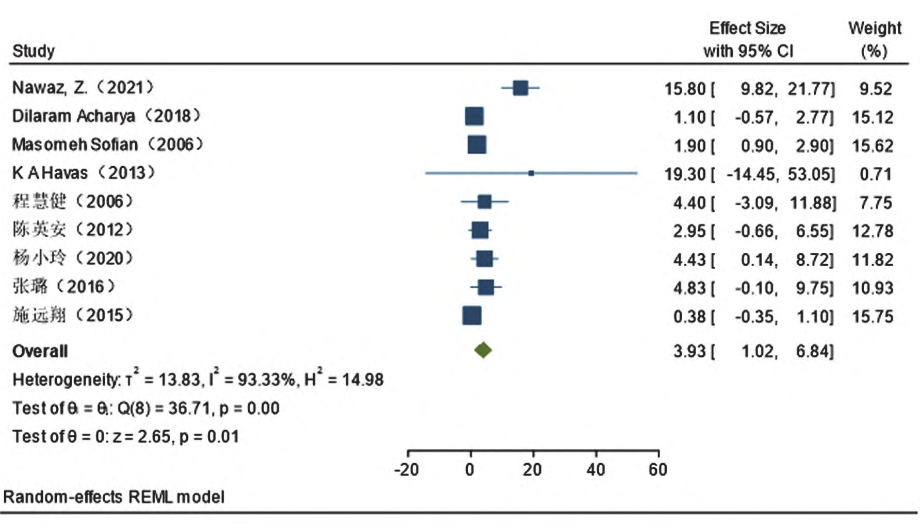 Study Effect Size with 95% CI Weight (%)
Nawaz, Z.（2021） 15.80 [ 9.82, 21.77] 9.52
Dilaram Acharya（2018） 1.10 [ -0.57, 2.77] 15.12
Masomeh Sofian（2006） 1.90 [ 0.90, 2.90] 15.62
K A Havas（2013） 19.30 [ -14.45, 53.05] 0.71
程慧健（2006） 4.40 [ -3.09, 11.88] 7.75
陈英安（2012） 2.95 [ -0.66, 6.55] 12.78
杨小玲（2020） 4.43 [ 0.14, 8.72] 11.82
张璐（2016） 4.83 [ -0.10, 9.75] 10.93
施远翔（2015） 0.38 [ -0.35, 1.10] 15.75
Overall 3.93 [ 1.02, 6.84]
Heterogeneity: τ² = 13.83, I² = 93.33%, H² = 14.98
Test of θᵢ = θⱼ: Q(8) = 36.71, p = 0.00
Test of θ = 0: z = 2.65, p = 0.01
-20 0 20 40 60
Random-effects REML model